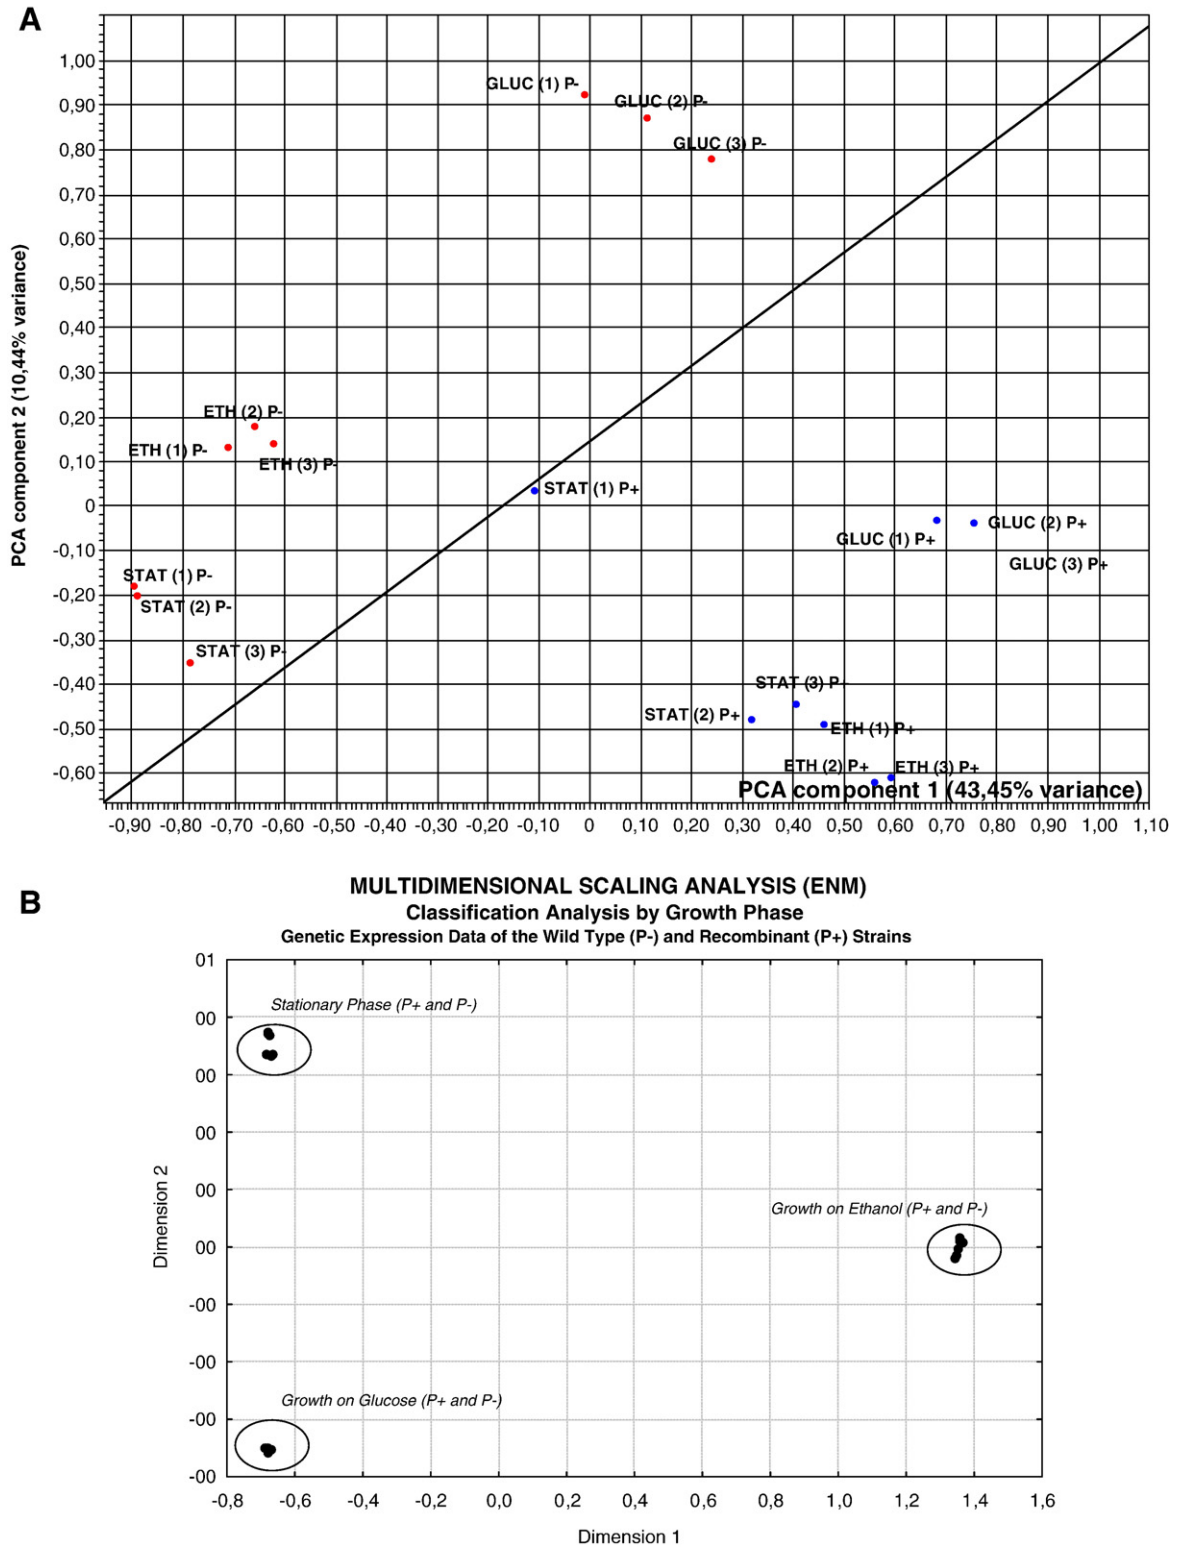 A
PCA component 2 (10,44% variance)
1,00
0,90
0,80
0,70
0,60
0,50
0,40
0,30
0,20
0,10
0
-0,10
-0,20
-0,30
-0,40
-0,50
-0,60
GLUC (1) P-
GLUC (2) P-
GLUC (3) P-
ETH (2) P-
ETH (1) P-
ETH (3) P-
STAT (1) P+
GLUC (2) P+
GLUC (1) P+
GLUC (3) P+
STAT (1) P-
STAT (2) P-
STAT (3) P-
STAT (3) P+
STAT (2) P+
ETH (1) P+
ETH (2) P+
ETH (3) P+
PCA component 1 (43,45% variance)
-0,90 -0,80 -0,70 -0,60 -0,50 -0,40 -0,30 -0,20 -0,10 0 0,10 0,20 0,30 0,40 0,50 0,60 0,70 0,80 0,90 1,00 1,10
B
MULTIDIMENSIONAL SCALING ANALYSIS (ENM)
Classification Analysis by Growth Phase
Genetic Expression Data of the Wild Type (P-) and Recombinant (P+) Strains
Dimension 2
01
00
00
00
00
00
-00
-00
-00
-00
Stationary Phase (P+ and P-)
Growth on Ethanol (P+ and P-)
Growth on Glucose (P+ and P-)
-0,8 -0,6 -0,4 -0,2 0,0 0,2 0,4 0,6 0,8 1,0 1,2 1,4 1,6
Dimension 1